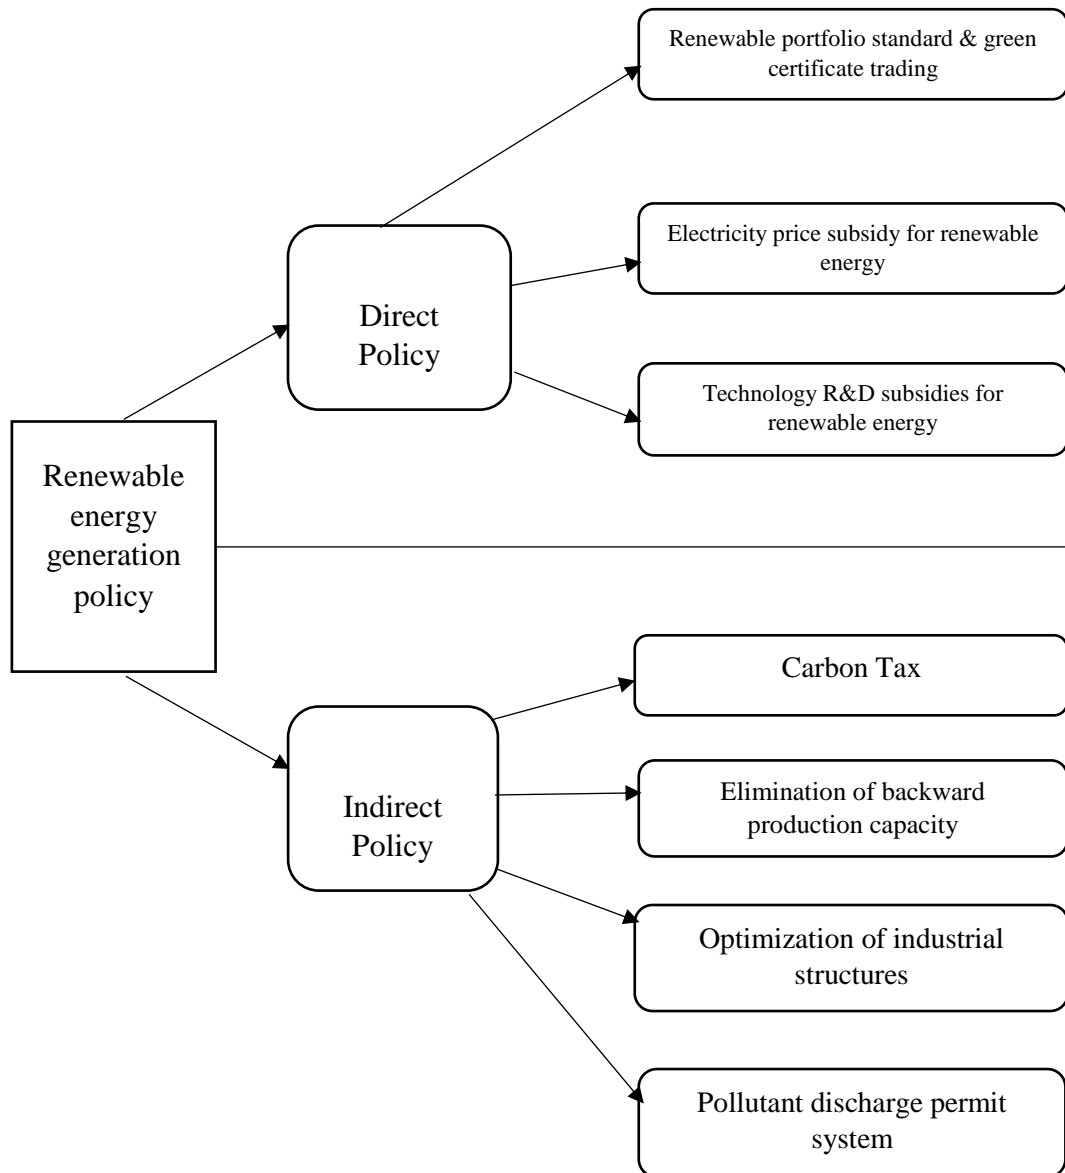 Renewable portfolio standard & green
certificate trading
Electricity price subsidy for renewable
energy
Direct
Policy
Technology R&D subsidies for
renewable energy
Renewable
energy
generation
policy
Carbon Tax
Elimination of backward
production capacity
Indirect
Policy
Optimization of industrial
structures
Pollutant discharge permit
system